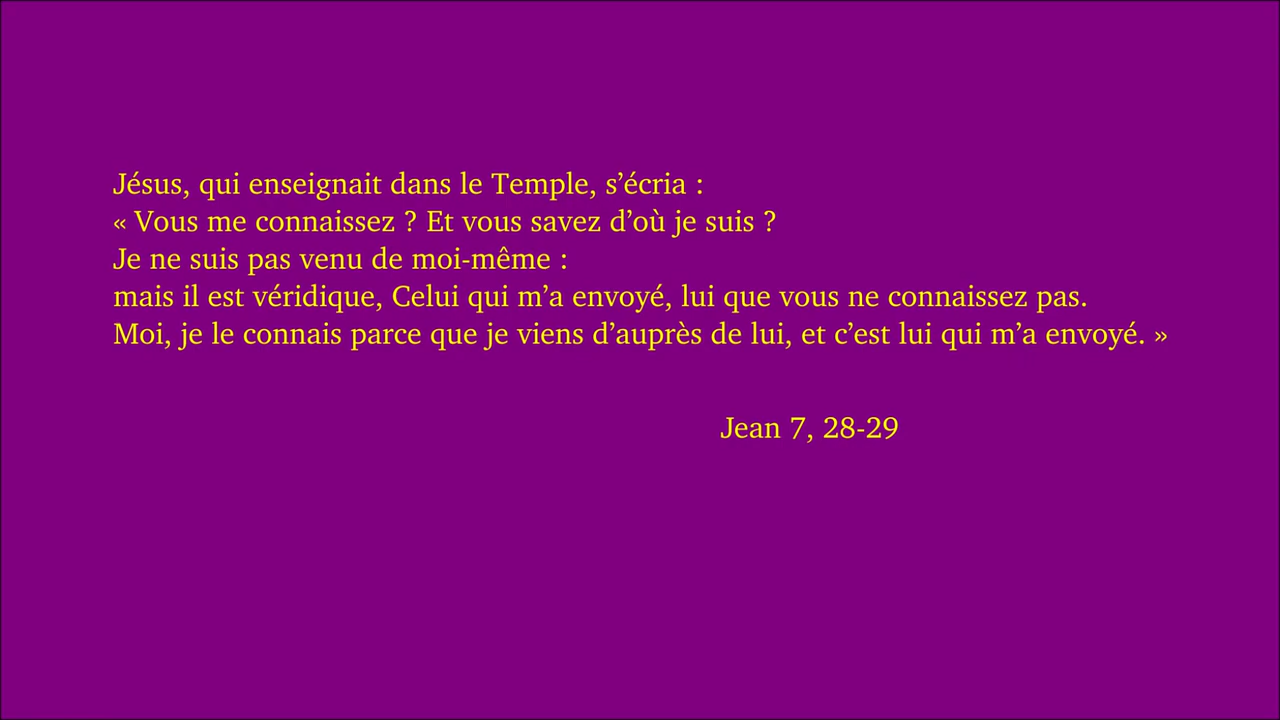 Jésus, qui enseignait dans le Temple, s’écria :
« Vous me connaissez ? Et vous savez d’où je suis ?
Je ne suis pas venu de moi-même :
mais il est véridique, Celui qui m’a envoyé, lui que vous ne connaissez pas.
Moi, je le connais parce que je viens d’auprès de lui, et c’est lui qui m’a envoyé. »
Jean 7, 28-29